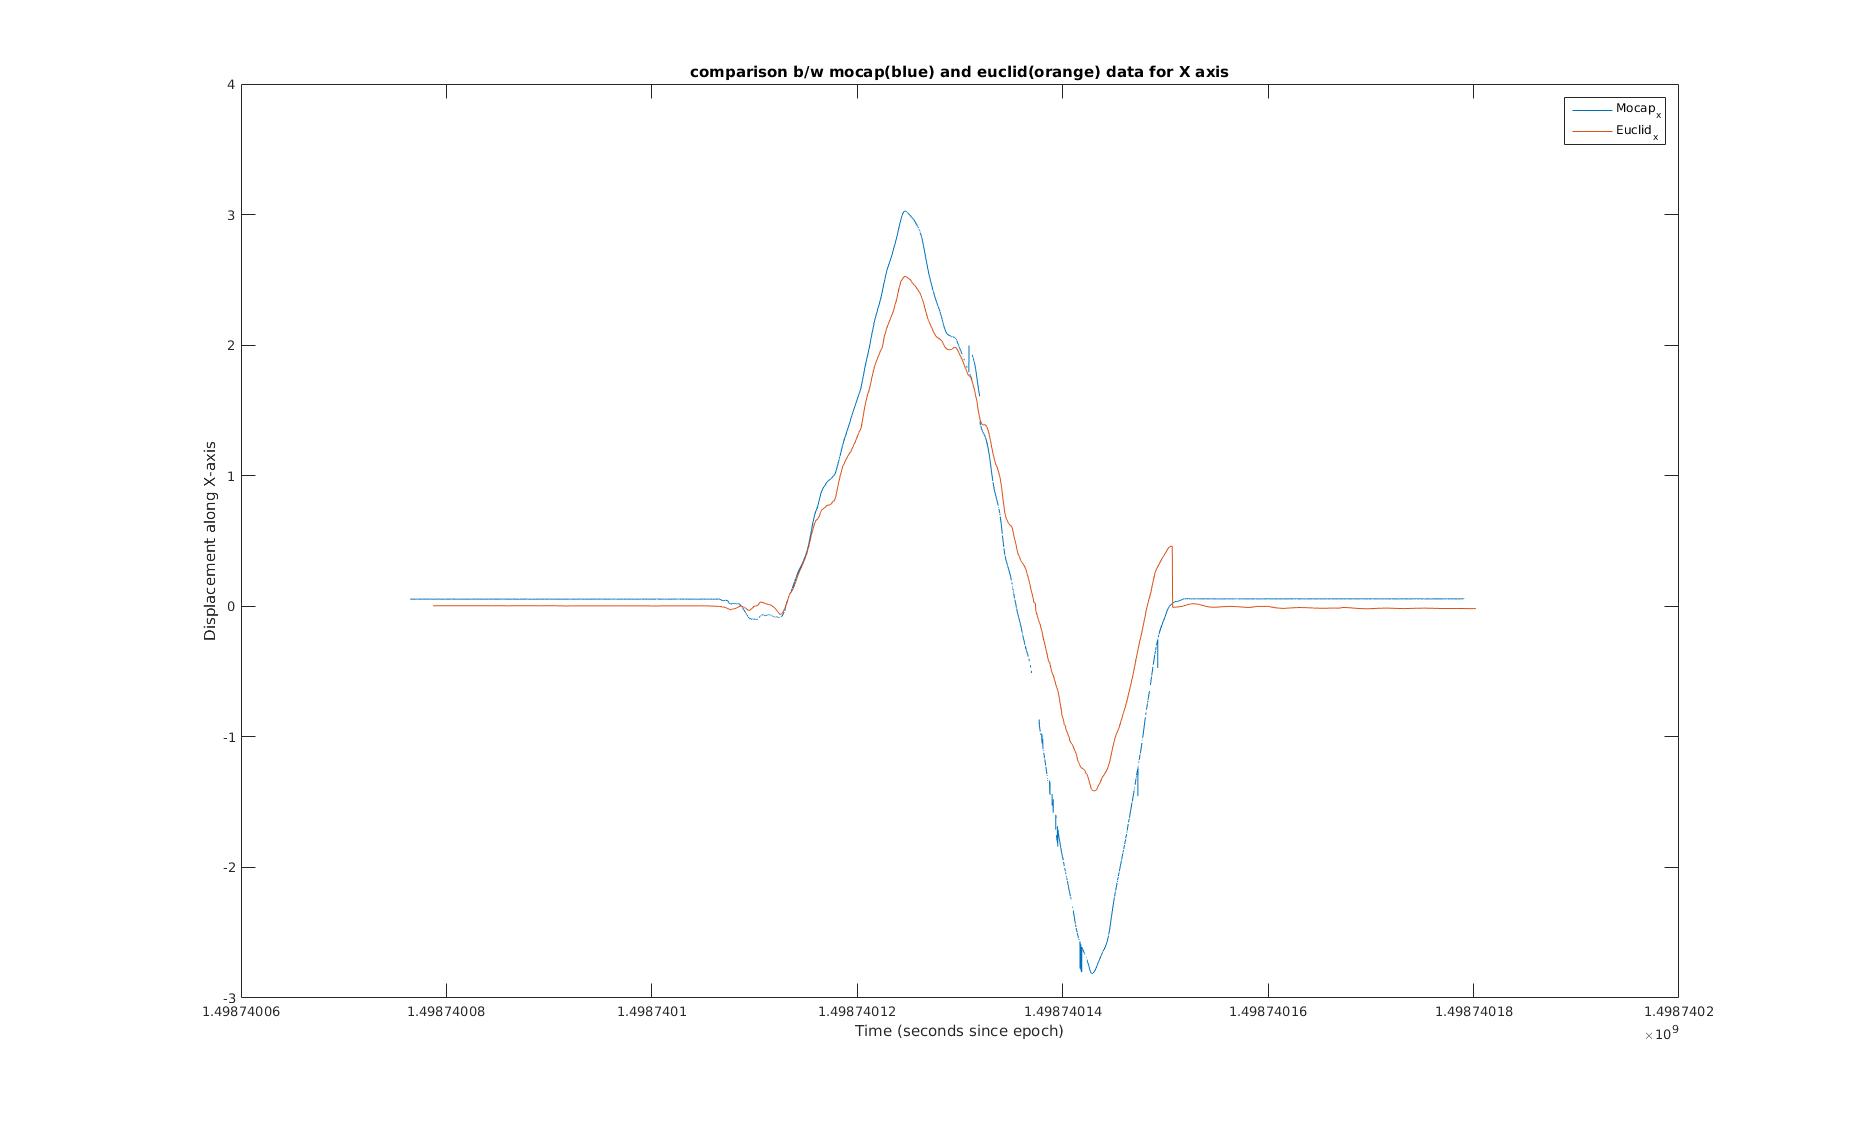 comparison b/w mocap(blue) and euclid(orange) data for X axis
Mocap_x
Euclid_x
4
3
2
1
0
-1
-2
-3
Displacement along X-axis
1.49874006 1.49874008 1.4987401 1.49874012 1.49874014 1.49874016 1.49874018 1.4987402
Time (seconds since epoch)
×10^9